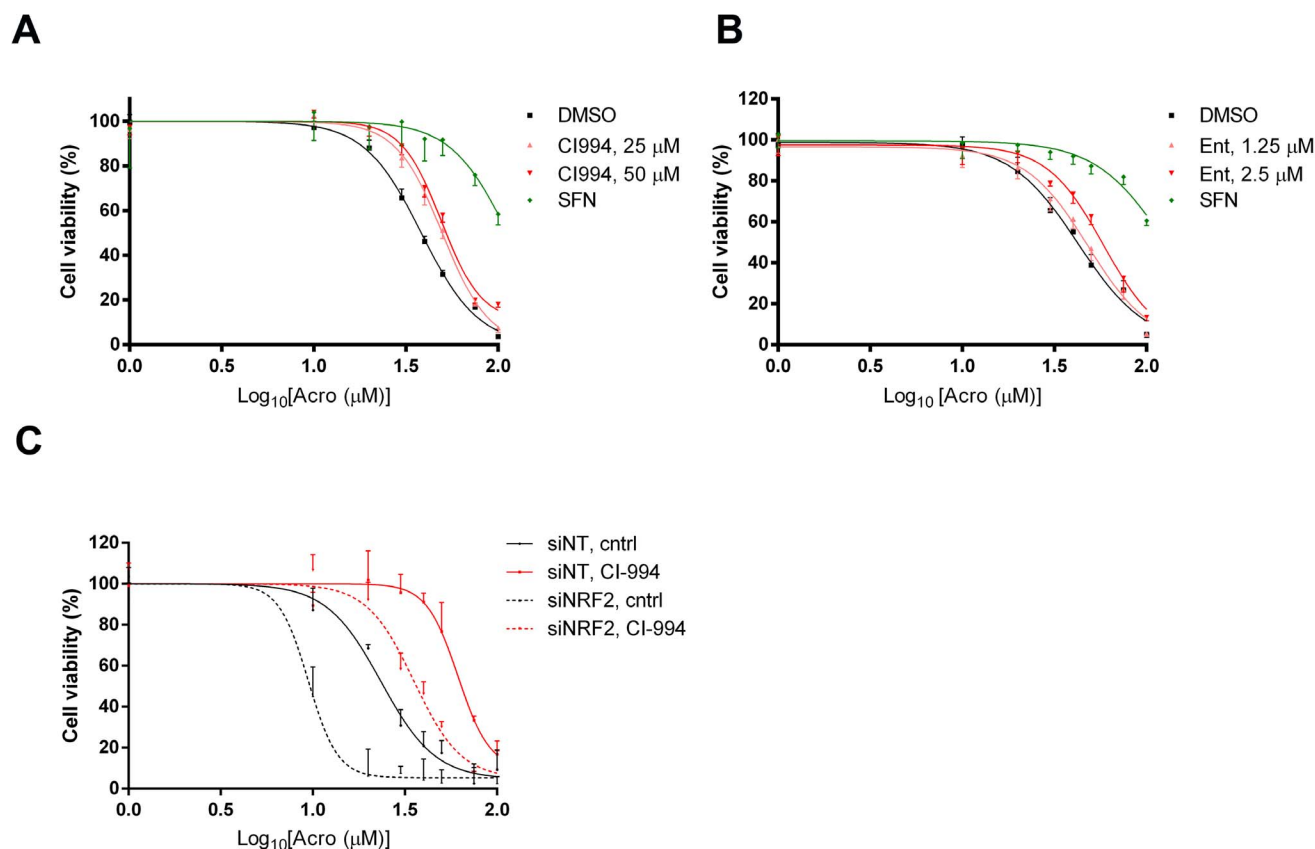 A
Cell viability (%)
100
80
60
40
20
0
0.0 0.5 1.0 1.5 2.0
Log10[Acro (μM)]
DMSO
CI994, 25 μM
CI994, 50 μM
SFN
B
Cell viability (%)
120
100
80
60
40
20
0
0.0 0.5 1.0 1.5 2.0
Log10 [Acro (μM)]
DMSO
Ent, 1.25 μM
Ent, 2.5 μM
SFN
C
Cell viability (%)
120
100
80
60
40
20
0
0.0 0.5 1.0 1.5 2.0
Log10[Acro (μM)]
siNT, cntrl
siNT, CI-994
siNRF2, cntrl
siNRF2, CI-994